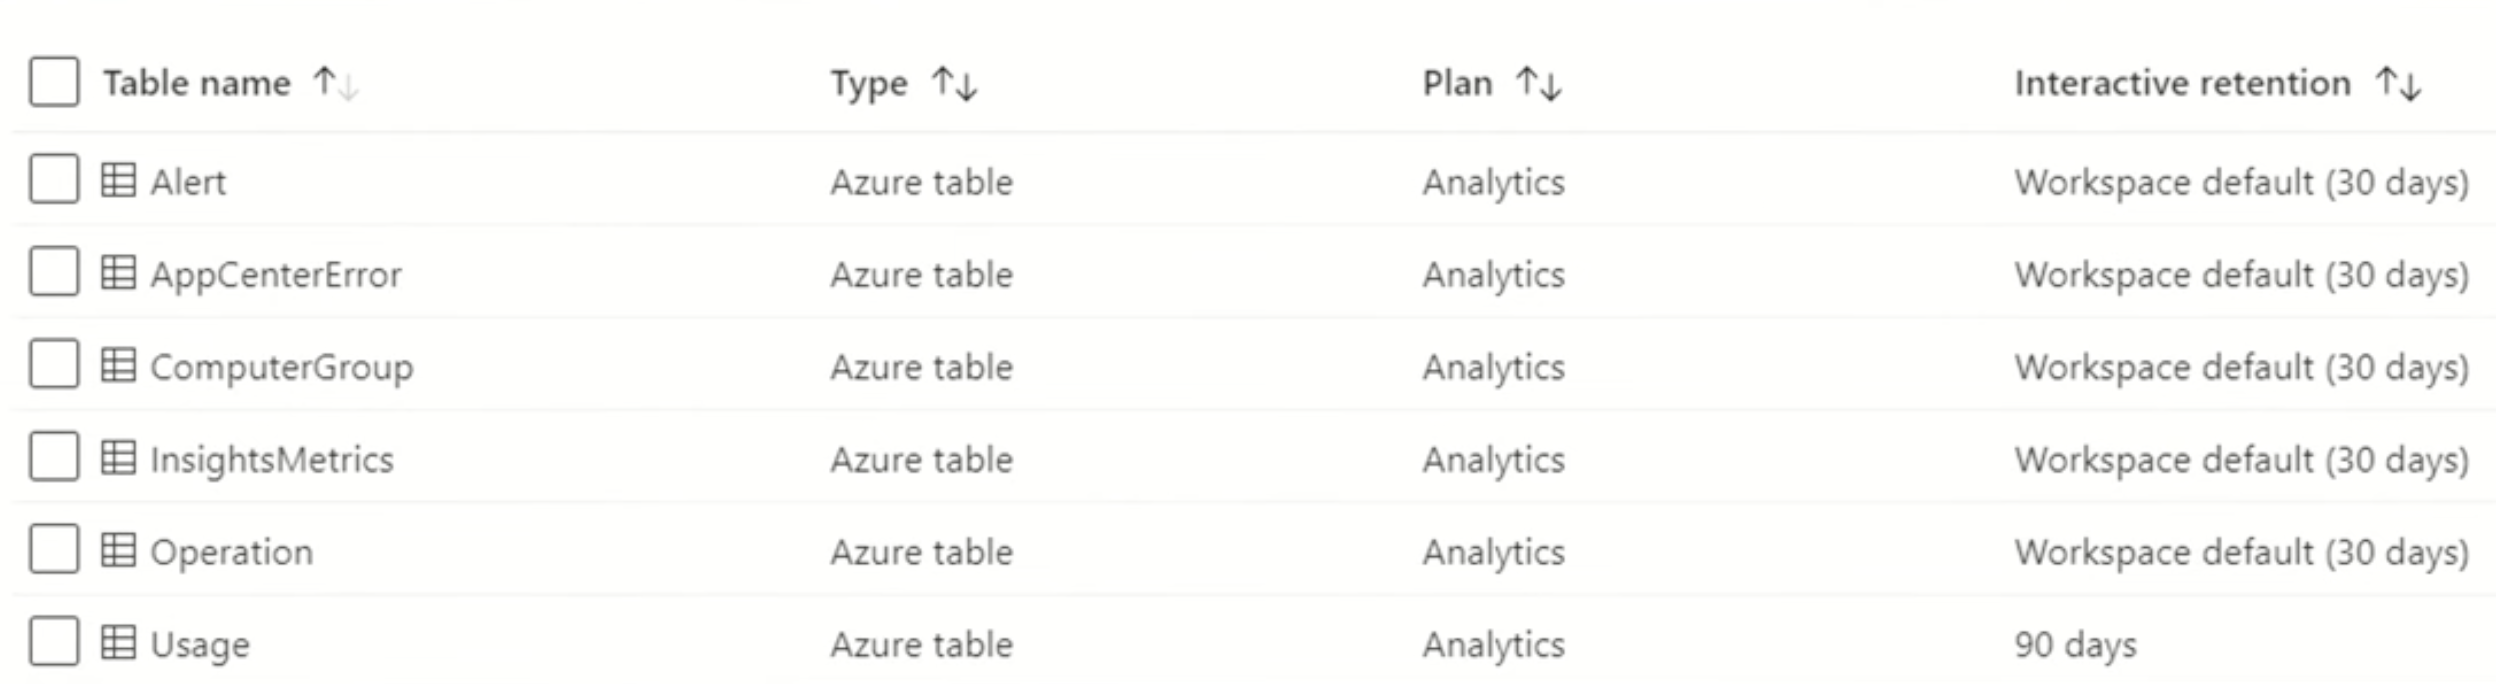 Table name Type Plan Interactive retention
Alert Azure table Analytics Workspace default (30 days)
AppCenterError Azure table Analytics Workspace default (30 days)
ComputerGroup Azure table Analytics Workspace default (30 days)
InsightsMetrics Azure table Analytics Workspace default (30 days)
Operation Azure table Analytics Workspace default (30 days)
Usage Azure table Analytics 90 days